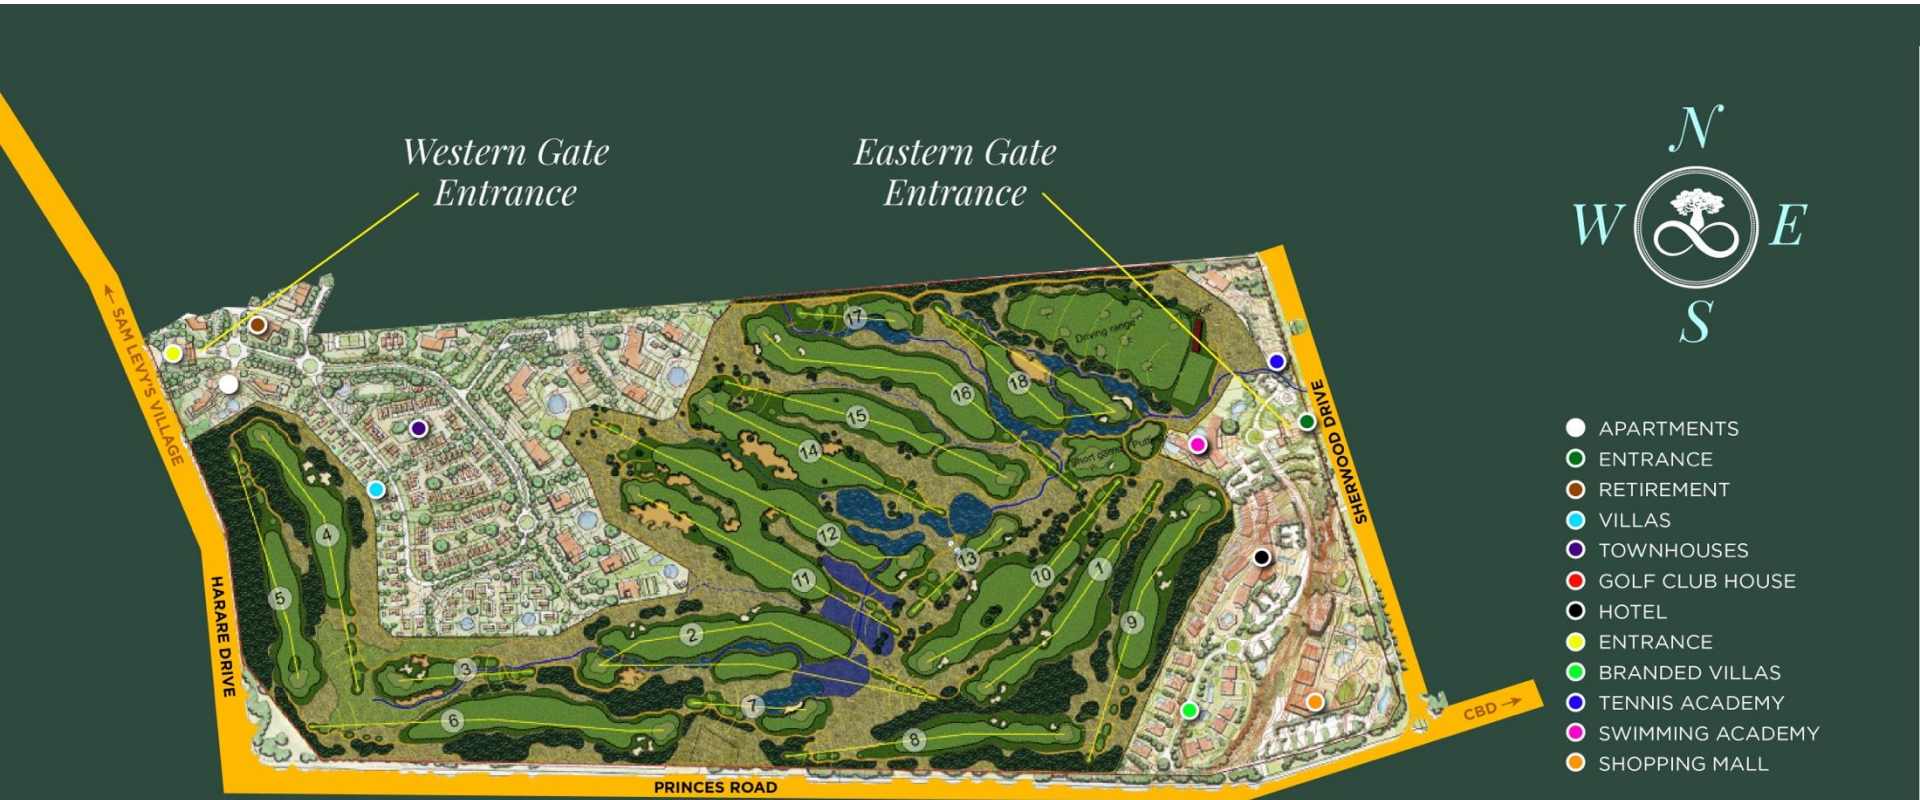 Western Gate
Entrance
Eastern Gate
Entrance
N
W
E
S
← SAM LEVY'S VILLAGE
HARARE DRIVE
PRINCES ROAD
SHERWOOD DRIVE
CBD →
Driving range
Short game
1
2
3
4
5
6
7
8
9
10
11
12
13
14
15
16
17
18
APARTMENTS
ENTRANCE
RETIREMENT
VILLAS
TOWNHOUSES
GOLF CLUB HOUSE
HOTEL
ENTRANCE
BRANDED VILLAS
TENNIS ACADEMY
SWIMMING ACADEMY
SHOPPING MALL